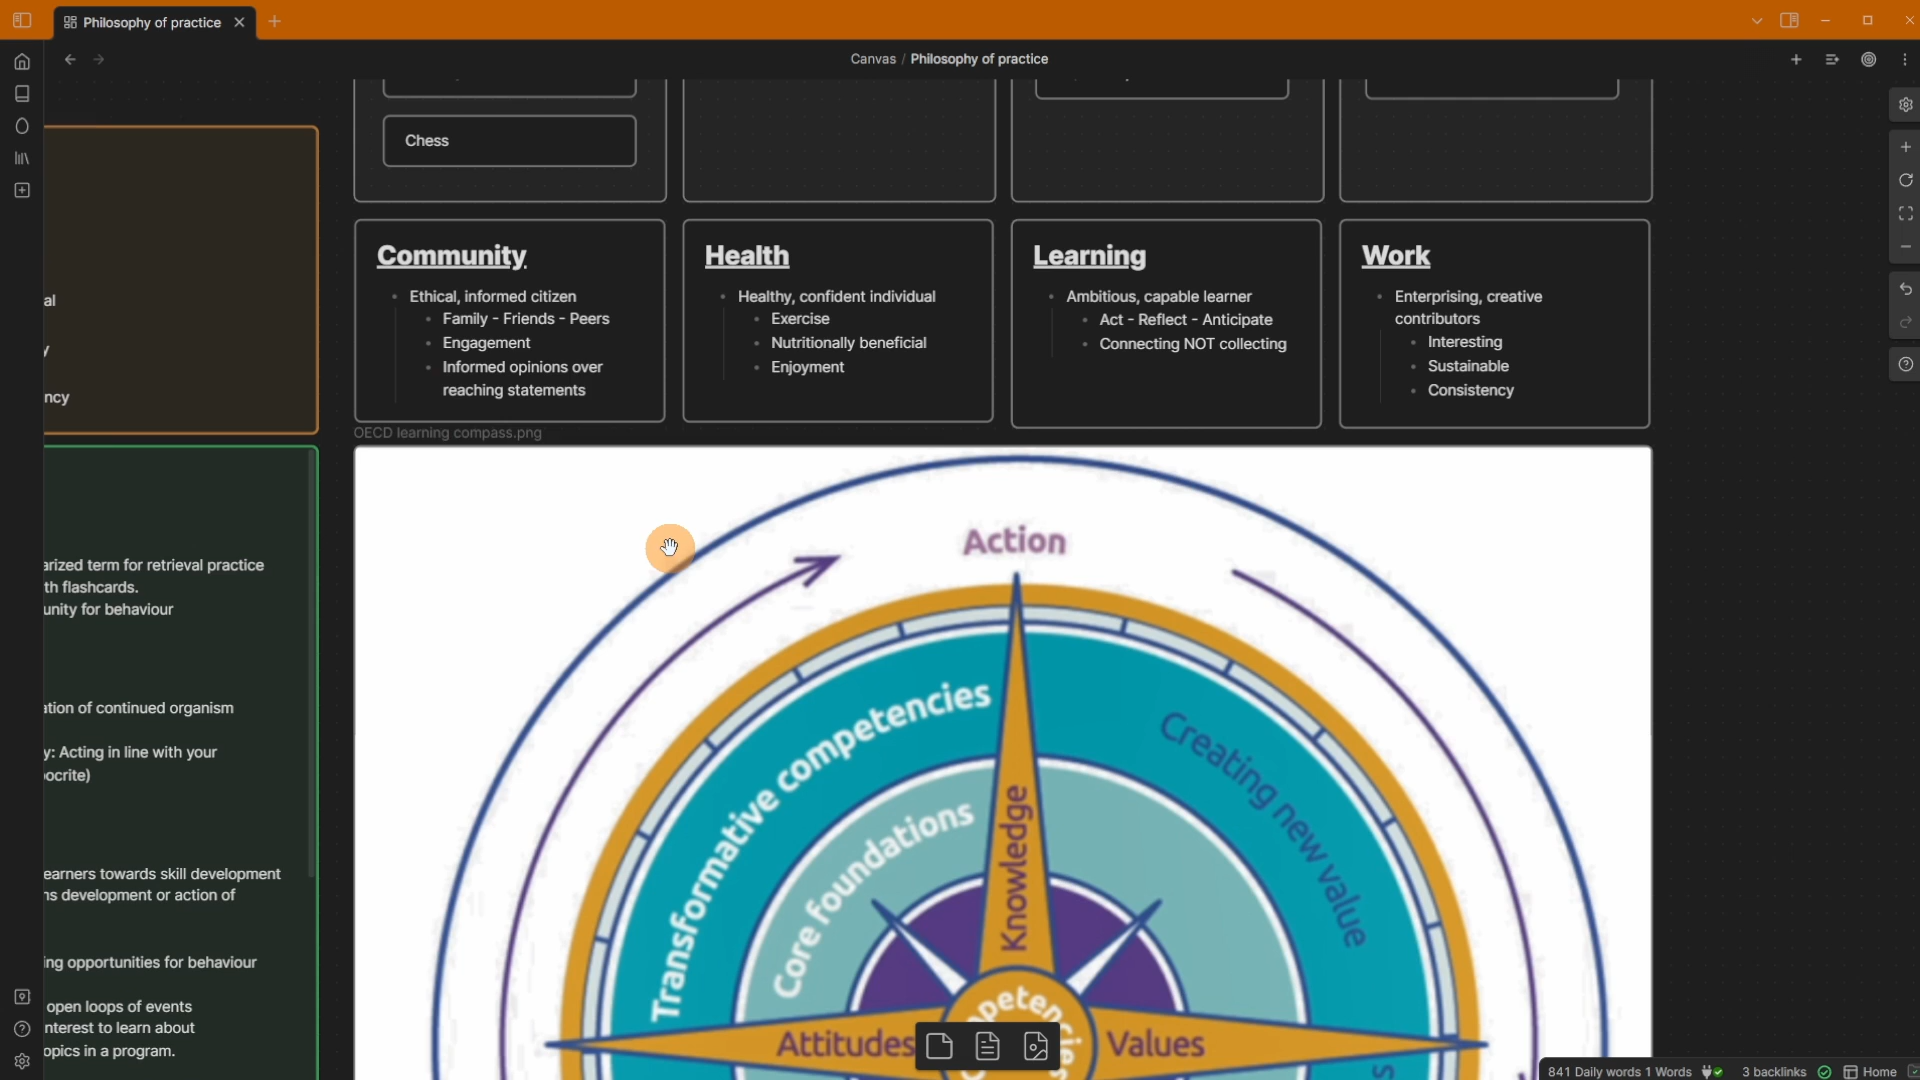 Philosophy of practice
Canvas / Philosophy of practice
Chess
al
y
ncy
Community
Ethical, informed citizen
Family - Friends - Peers
Engagement
Informed opinions over
reaching statements
Health
Healthy, confident individual
Exercise
Nutritionally beneficial
Enjoyment
Learning
Ambitious, capable learner
Act - Reflect - Anticipate
Connecting NOT collecting
Work
Enterprising, creative
contributors
Interesting
Sustainable
Consistency
OECD learning compass.png
arized term for retrieval practice
th flashcards.
unity for behaviour
ation of continued organism
y: Acting in line with your
ocrite)
earners towards skill development
ns development or action of
ing opportunities for behaviour
open loops of events
nterest to learn about
opics in a program.
Action
Transformative competencies
Creating new value
Core foundations
Knowledge
Attitudes
Values
841 Daily words 1 Words
3 backlinks
Home